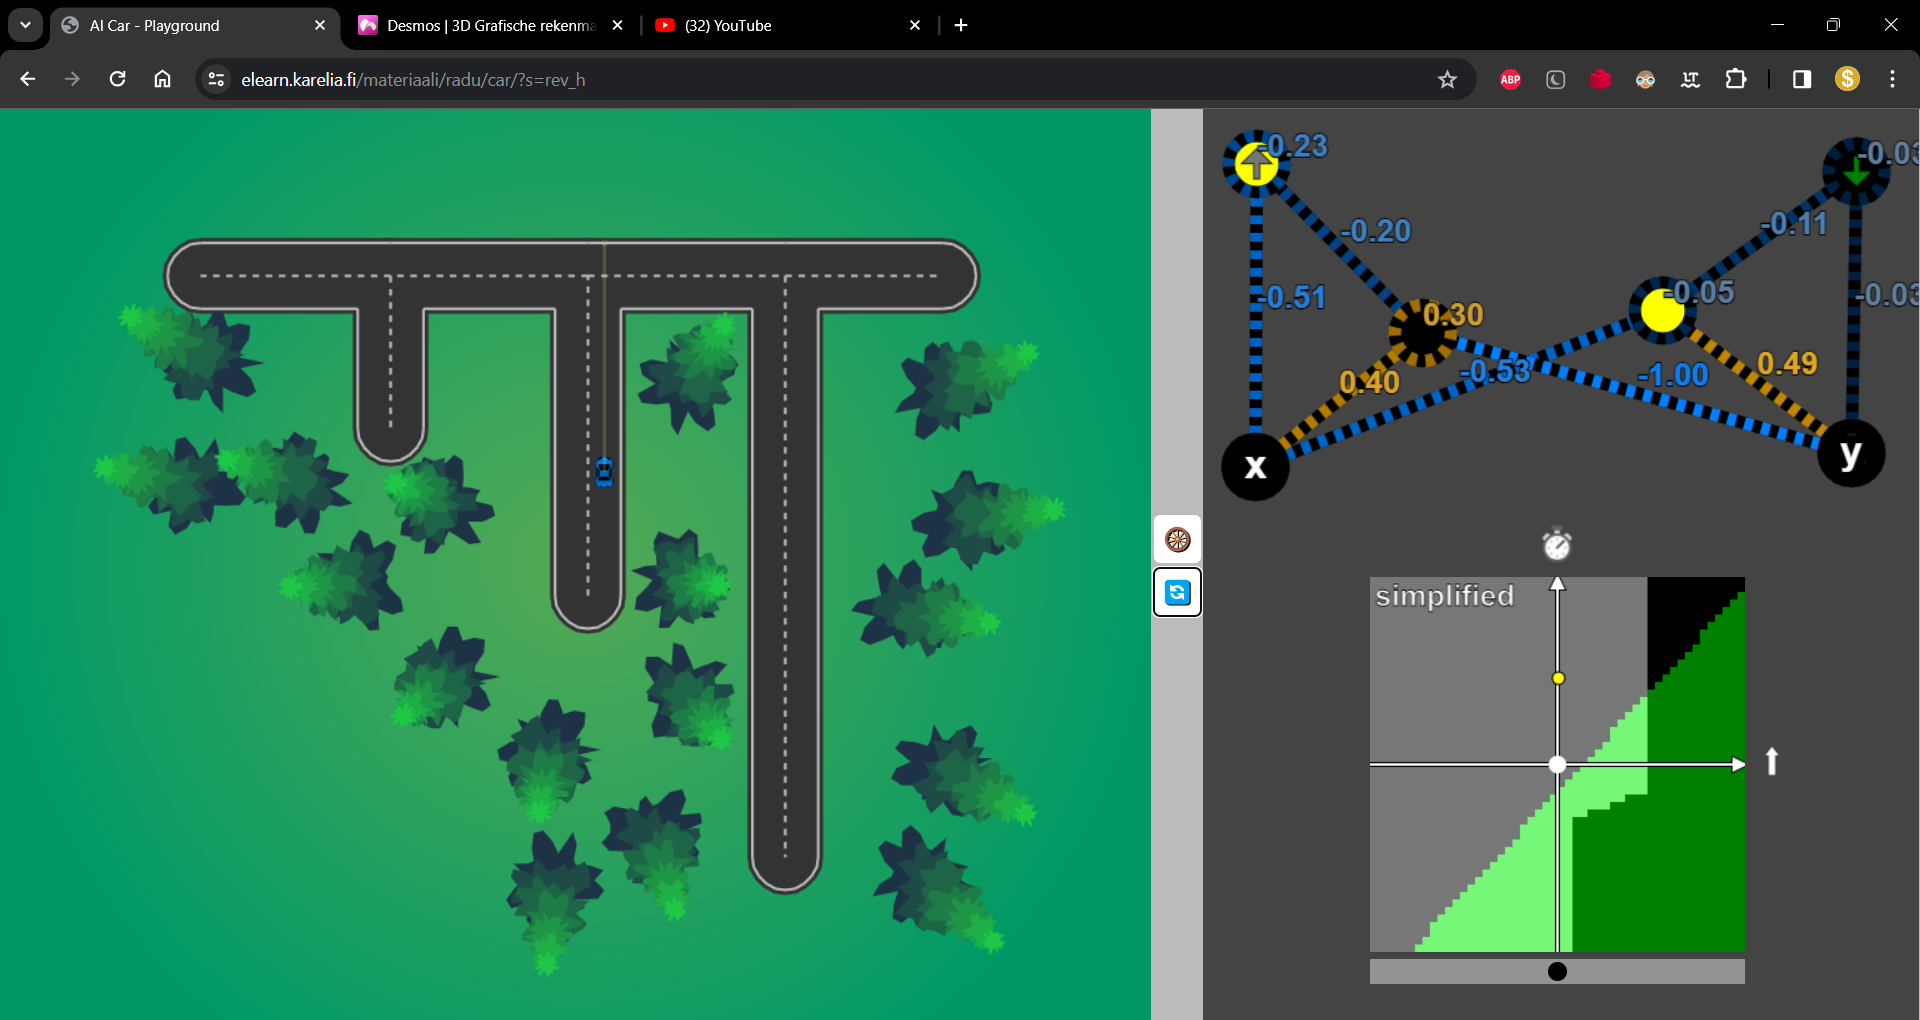 AI Car - Playground
Desmos | 3D Grafische rekenma
(32) YouTube
elearn.karelia.fi/materiaali/radu/car/?s=rev_h
ABP
LT
$
-0.23
-0.03
-0.20
-0.11
-0.51
-0.05
-0.03
0.30
0.40
-0.53
-1.00
0.49
x
y
simplified